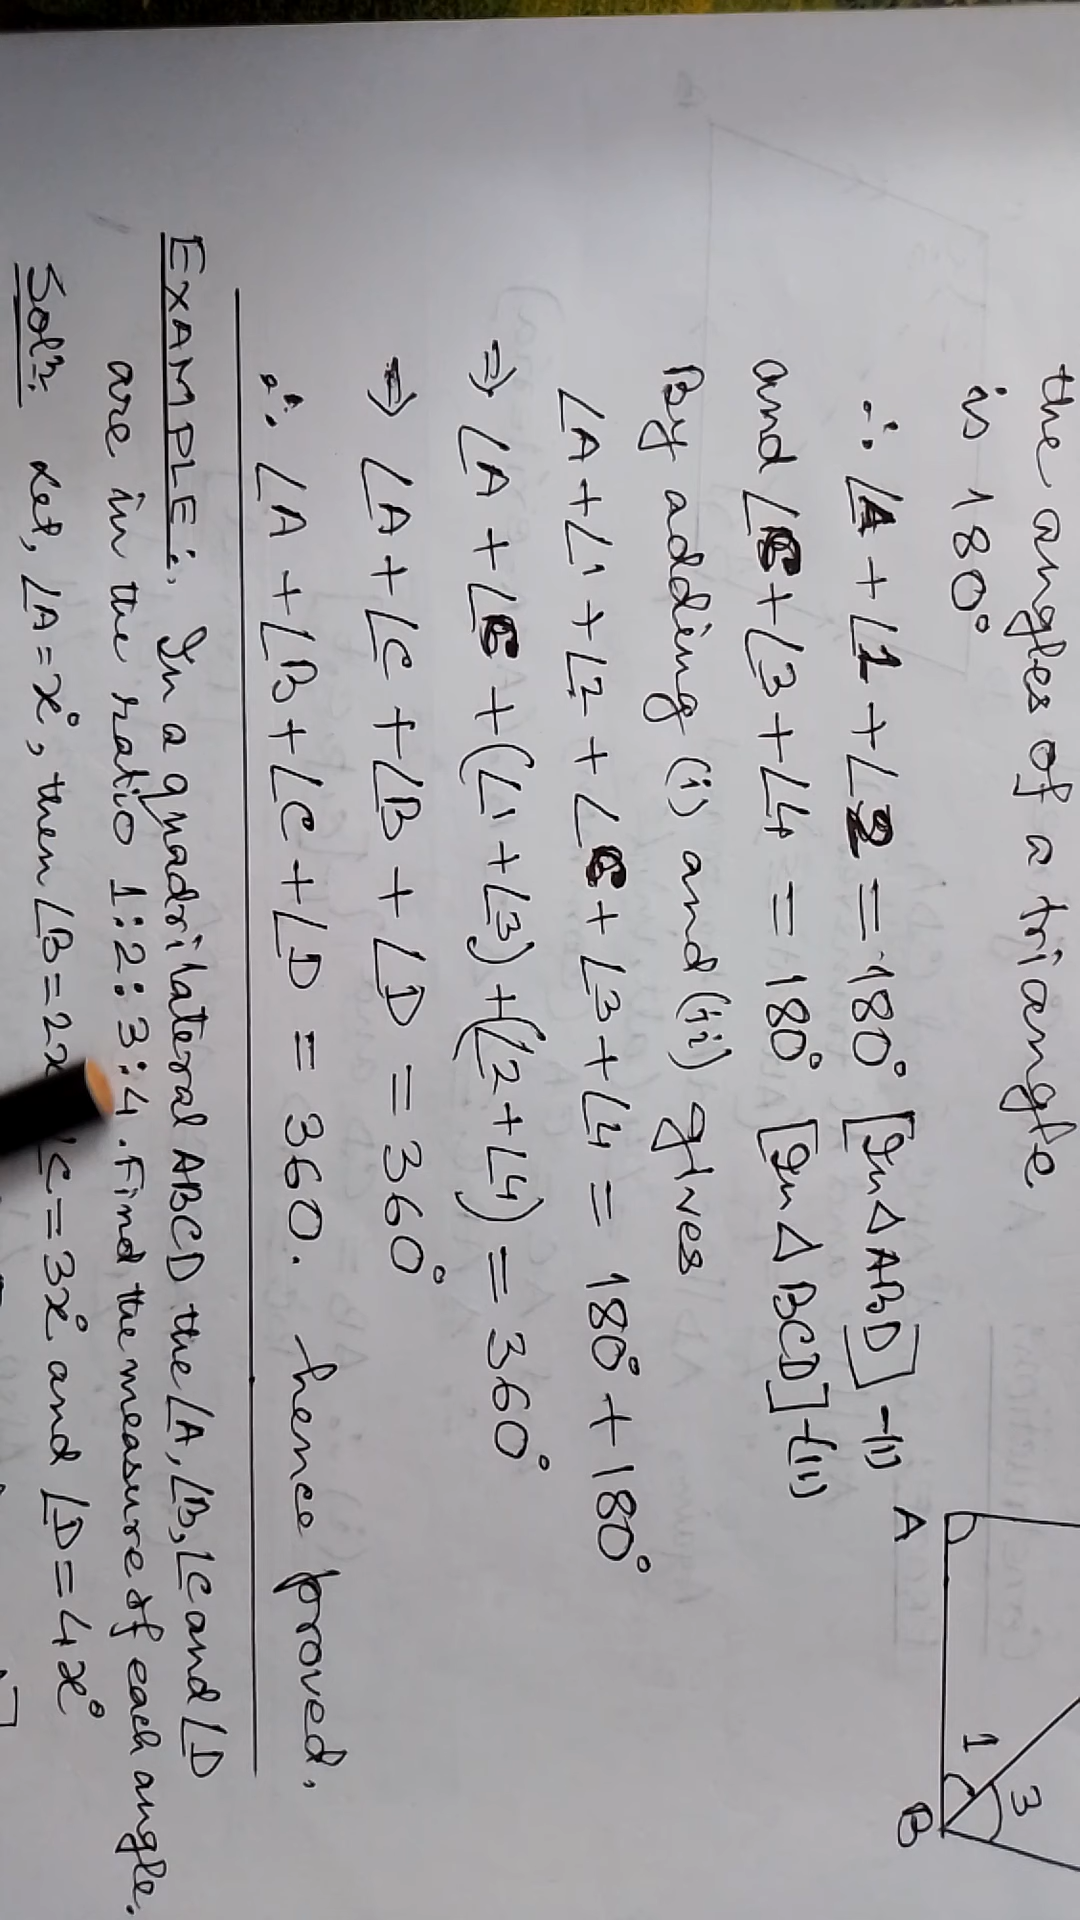 the angles of a triangle
is 180°
∴ ∠A + ∠1 + ∠2 = 180° [In Δ ABD] -(i)
and ∠C + ∠3 + ∠4 = 180° [In Δ BCD] -(ii)
By adding (i) and (ii) gives
∠A + ∠1 + ∠2 + ∠C + ∠3 + ∠4 = 180° + 180°
⇒ ∠A + ∠C + (∠1 + ∠3) + (∠2 + ∠4) = 360°
⇒ ∠A + ∠C + ∠B + ∠D = 360°
∴ ∠A + ∠B + ∠C + ∠D = 360. hence proved.
EXAMPLE:. In a quadrilateral ABCD the ∠A, ∠B, ∠C and ∠D
are in the ratio 1:2:3:4. Find the measure of each angle.
Solⁿ: Let, ∠A = x°, then ∠B = 2x, ∠C = 3x° and ∠D = 4x°
A
1
3
B